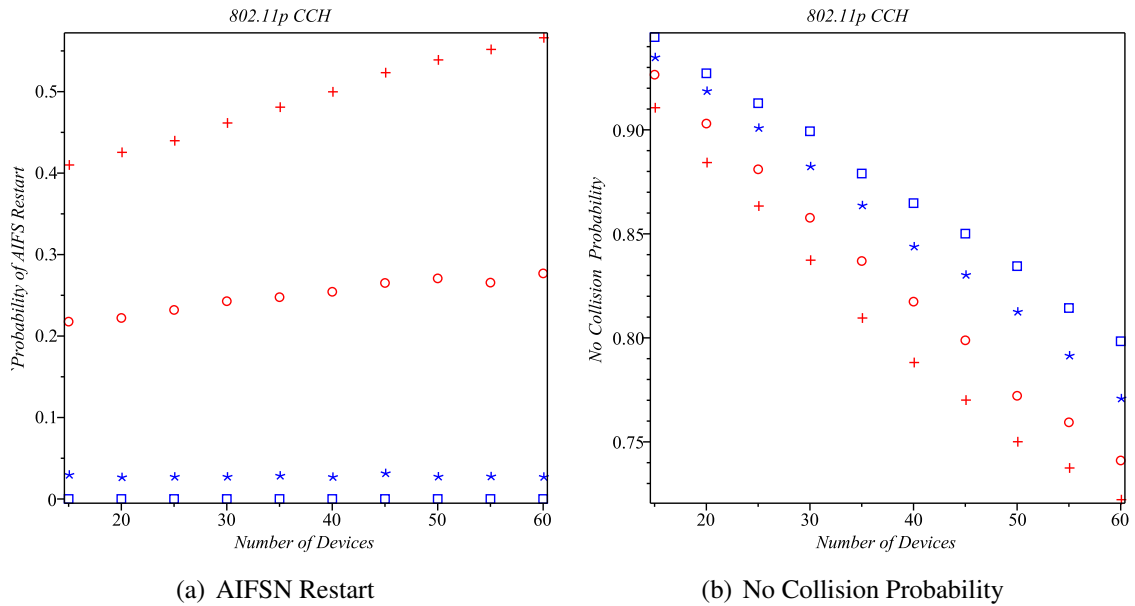 802.11p CCH
0.5
0.4
0.3
0.2
0.1
0
`Probability of AIFS Restart
20 30 40 50 60
Number of Devices
(a) AIFSN Restart
802.11p CCH
0.90
0.85
0.80
0.75
No Collision Probability
20 30 40 50 60
Number of Devices
(b) No Collision Probability